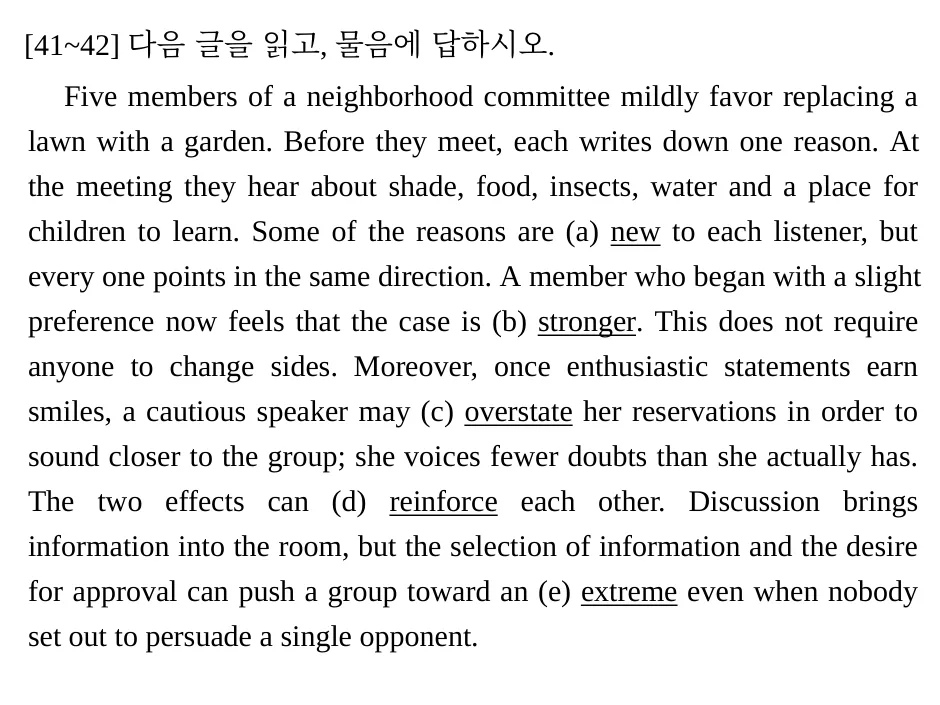 [41~42] 다음 글을 읽고, 물음에 답하시오.
Five members of a neighborhood committee mildly favor replacing a
lawn with a garden. Before they meet, each writes down one reason. At
the meeting they hear about shade, food, insects, water and a place for
children to learn. Some of the reasons are (a) new to each listener, but
every one points in the same direction. A member who began with a slight
preference now feels that the case is (b) stronger. This does not require
anyone to change sides. Moreover, once enthusiastic statements earn
smiles, a cautious speaker may (c) overstate her reservations in order to
sound closer to the group; she voices fewer doubts than she actually has.
The two effects can (d) reinforce each other. Discussion brings
information into the room, but the selection of information and the desire
for approval can push a group toward an (e) extreme even when nobody
set out to persuade a single opponent.